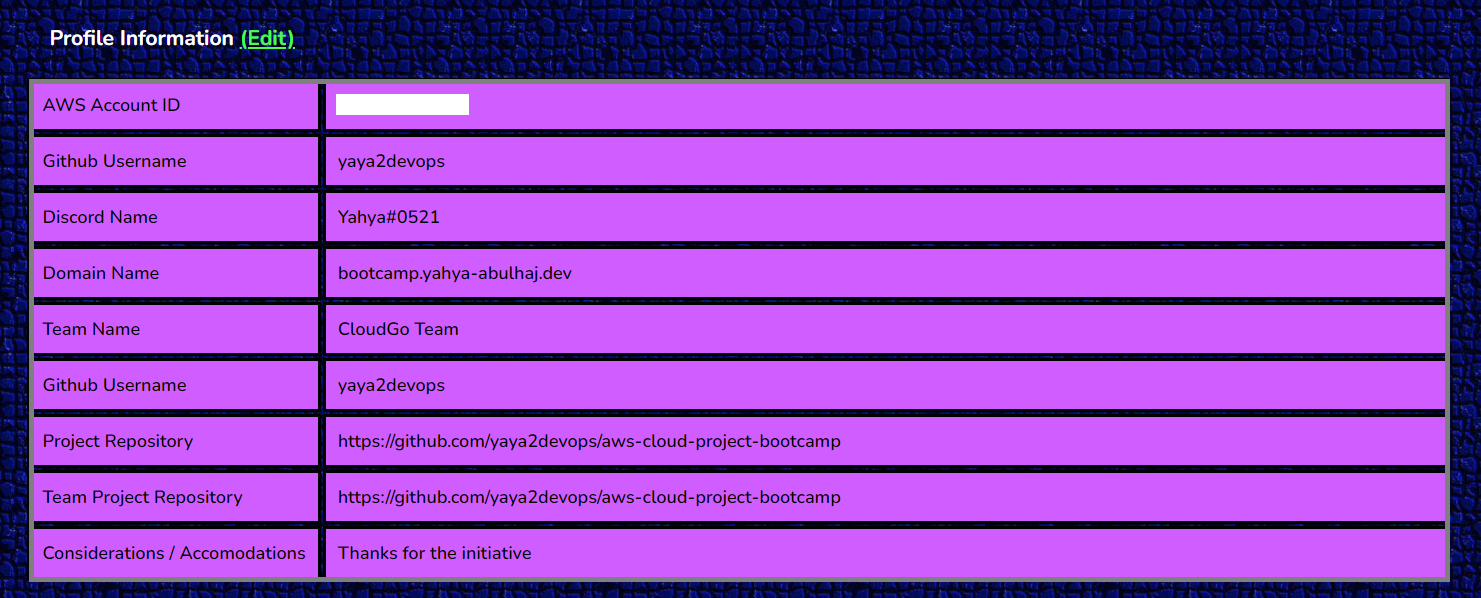 Profile Information (Edit)
AWS Account ID
Github Username yaya2devops
Discord Name Yahya#0521
Domain Name bootcamp.yahya-abulhaj.dev
Team Name CloudGo Team
Github Username yaya2devops
Project Repository https://github.com/yaya2devops/aws-cloud-project-bootcamp
Team Project Repository https://github.com/yaya2devops/aws-cloud-project-bootcamp
Considerations / Accomodations Thanks for the initiative